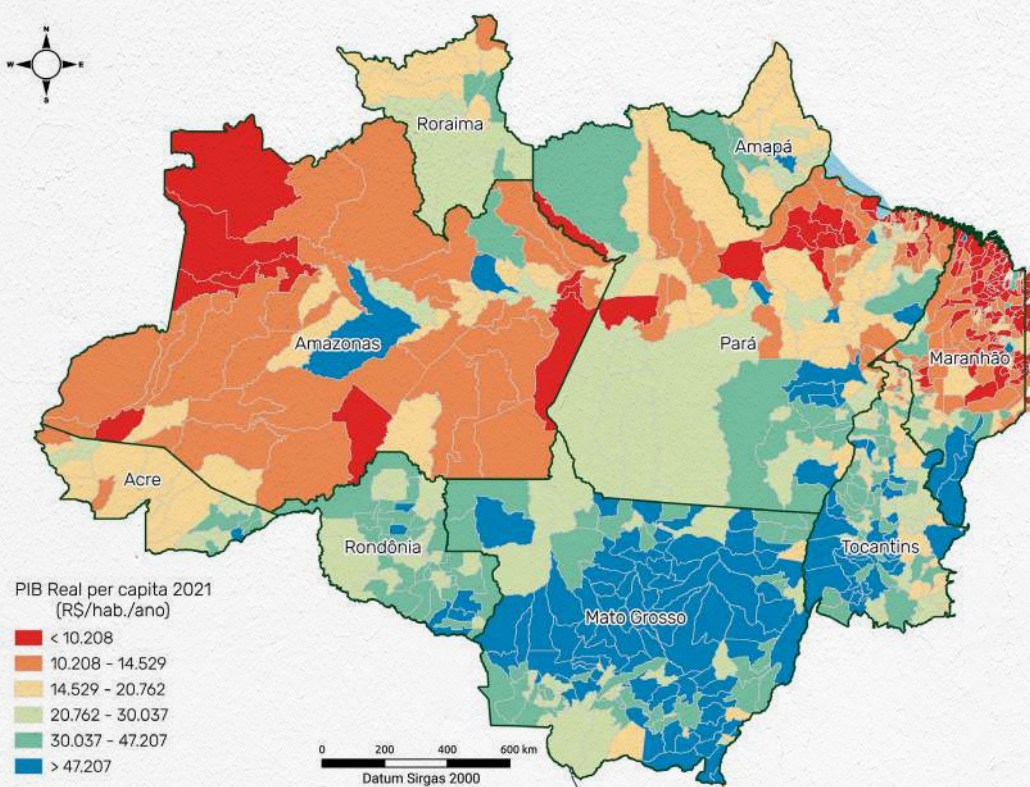 N
W E
S
Roraima
Amapá
Amazonas
Pará
Maranhão
Acre
Rondônia
Tocantins
Mato Grosso
PIB Real per capita 2021
(R$/hab./ano)
< 10.208
10.208 - 14.529
14.529 - 20.762
20.762 - 30.037
30.037 - 47.207
> 47.207
0 200 400 600 km
Datum Sirgas 2000